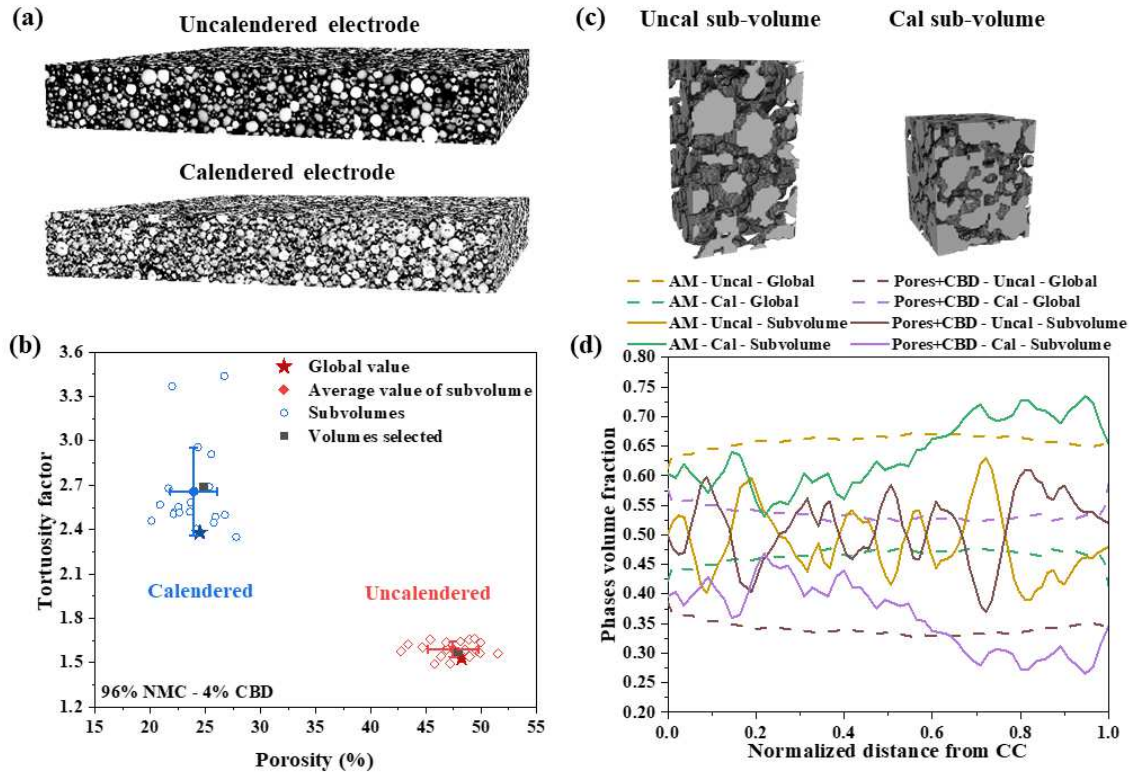 (a)
Uncalendered electrode
Calendered electrode
(b)
3.6
3.3
3.0
2.7
2.4
2.1
1.8
1.5
1.2
Tortuosity factor
Global value
Average value of subvolume
Subvolumes
Volumes selected
Calendered
Uncalendered
96% NMC - 4% CBD
15 20 25 30 35 40 45 50 55
Porosity (%)
(c)
Uncal sub-volume Cal sub-volume
AM - Uncal - Global Pores+CBD - Uncal - Global
AM - Cal - Global Pores+CBD - Cal - Global
AM - Uncal - Subvolume Pores+CBD - Uncal - Subvolume
AM - Cal - Subvolume Pores+CBD - Cal - Subvolume
(d)
0.80
0.75
0.70
0.65
0.60
0.55
0.50
0.45
0.40
0.35
0.30
0.25
0.20
Phases volume fraction
0.0 0.2 0.4 0.6 0.8 1.0
Normalized distance from CC